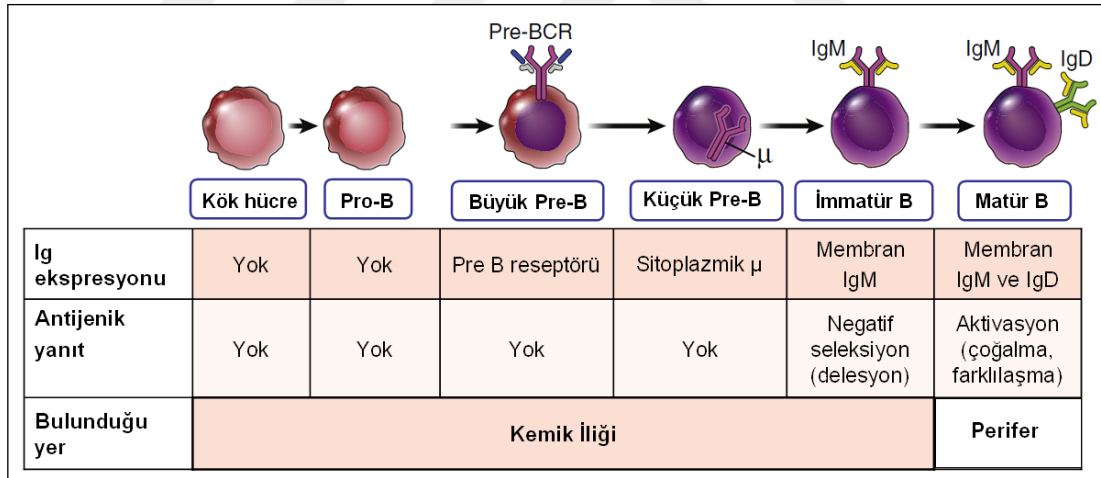 Pre-BCR
IgM
IgM
IgD
μ
Kök hücre
Pro-B
Büyük Pre-B
Küçük Pre-B
İmmatür B
Matür B
Ig
ekspresyonu
Yok
Yok
Pre B reseptörü
Sitoplazmik μ
Membran
IgM
Membran
IgM ve IgD
Antijenik
yanıt
Yok
Yok
Yok
Yok
Negatif
seleksiyon
(delesyon)
Aktivasyon
(çoğalma,
farklılaşma)
Bulunduğu
yer
Kemik İliği
Perifer